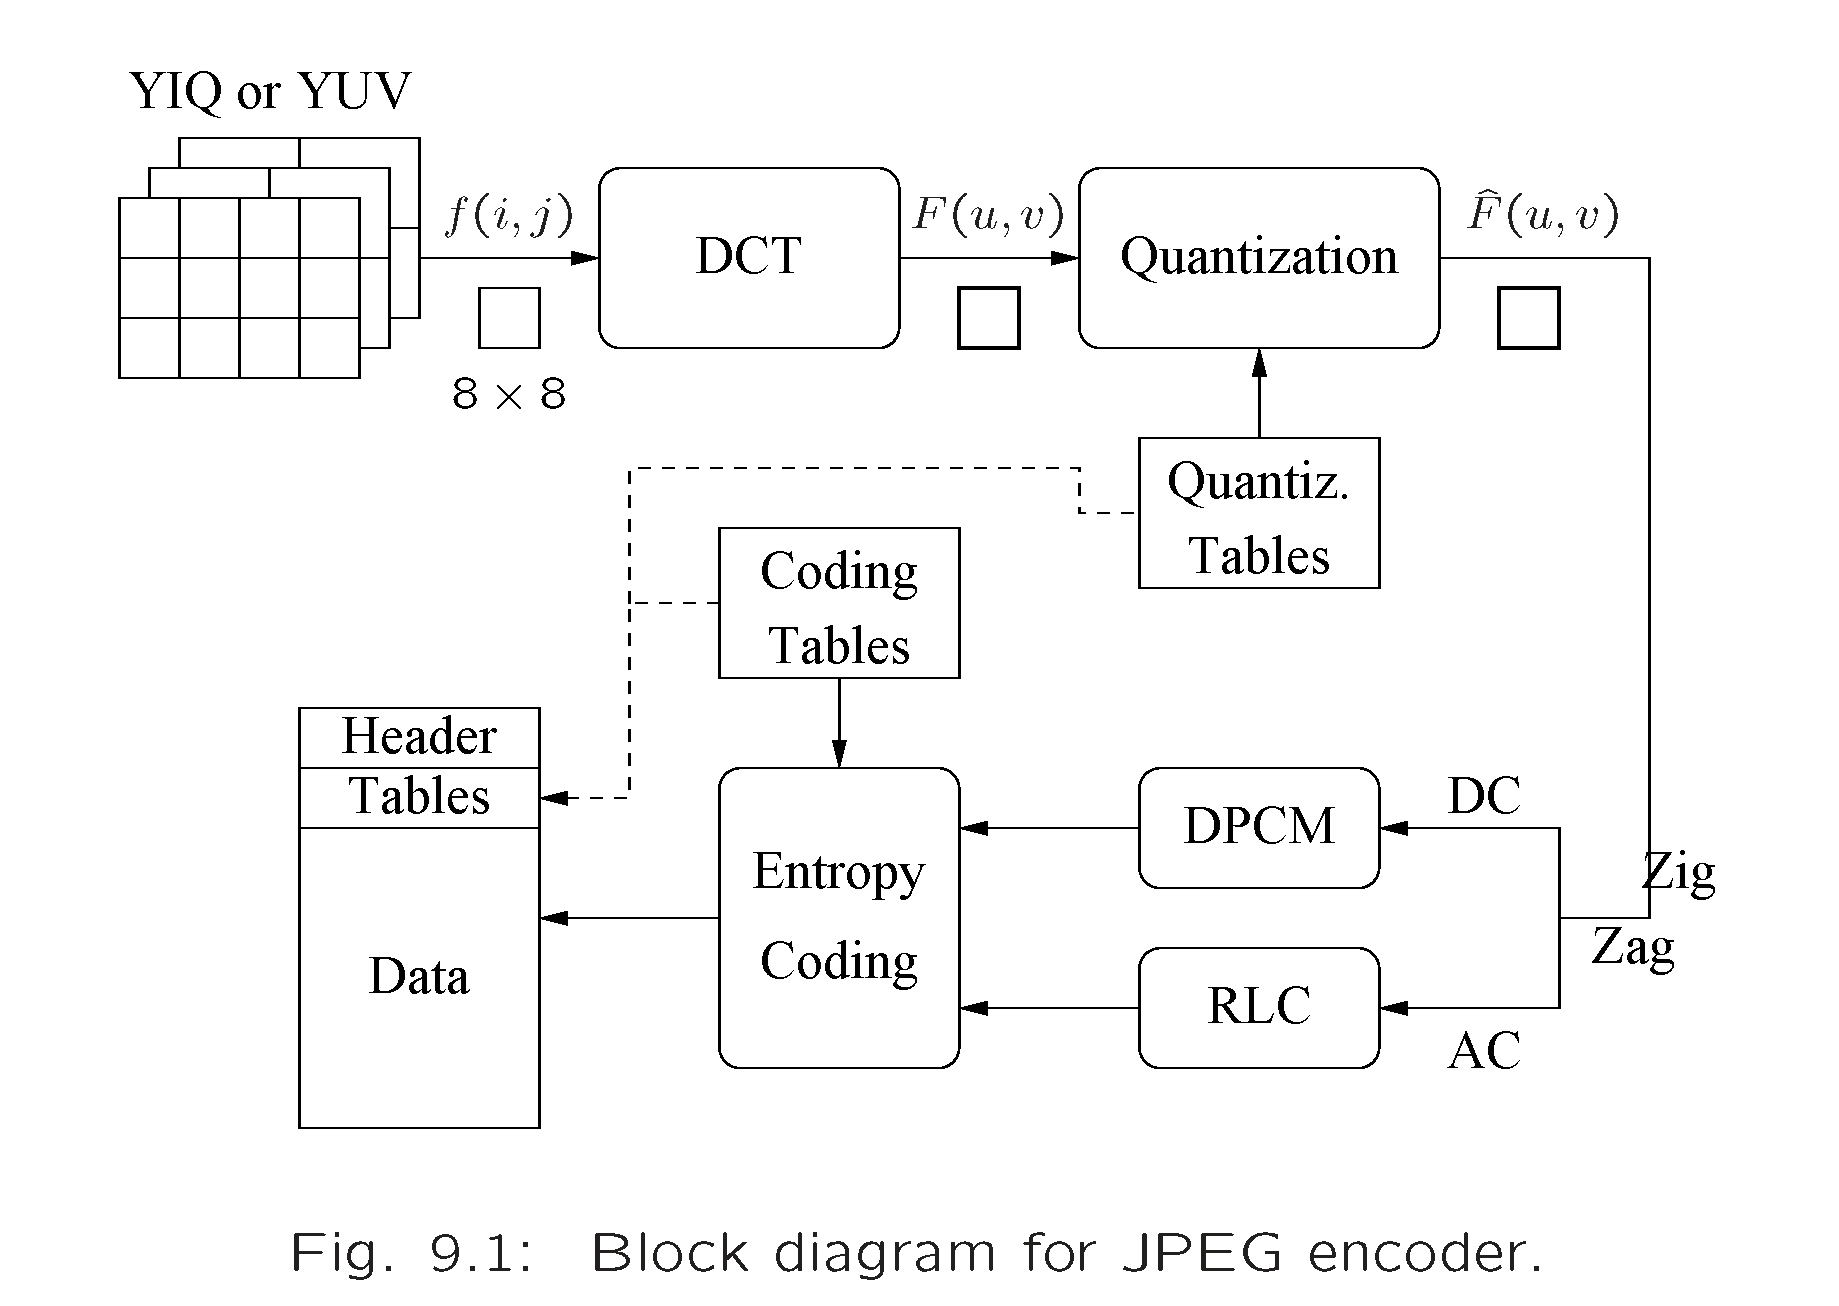 YIQ or YUV
f(i, j)
DCT
F(u, v)
Quantization
F̂(u, v)
8 × 8
Quantiz.
Tables
Coding
Tables
Header
Tables
Data
Entropy
Coding
DPCM
DC
Zig
Zag
RLC
AC
Fig. 9.1: Block diagram for JPEG encoder.